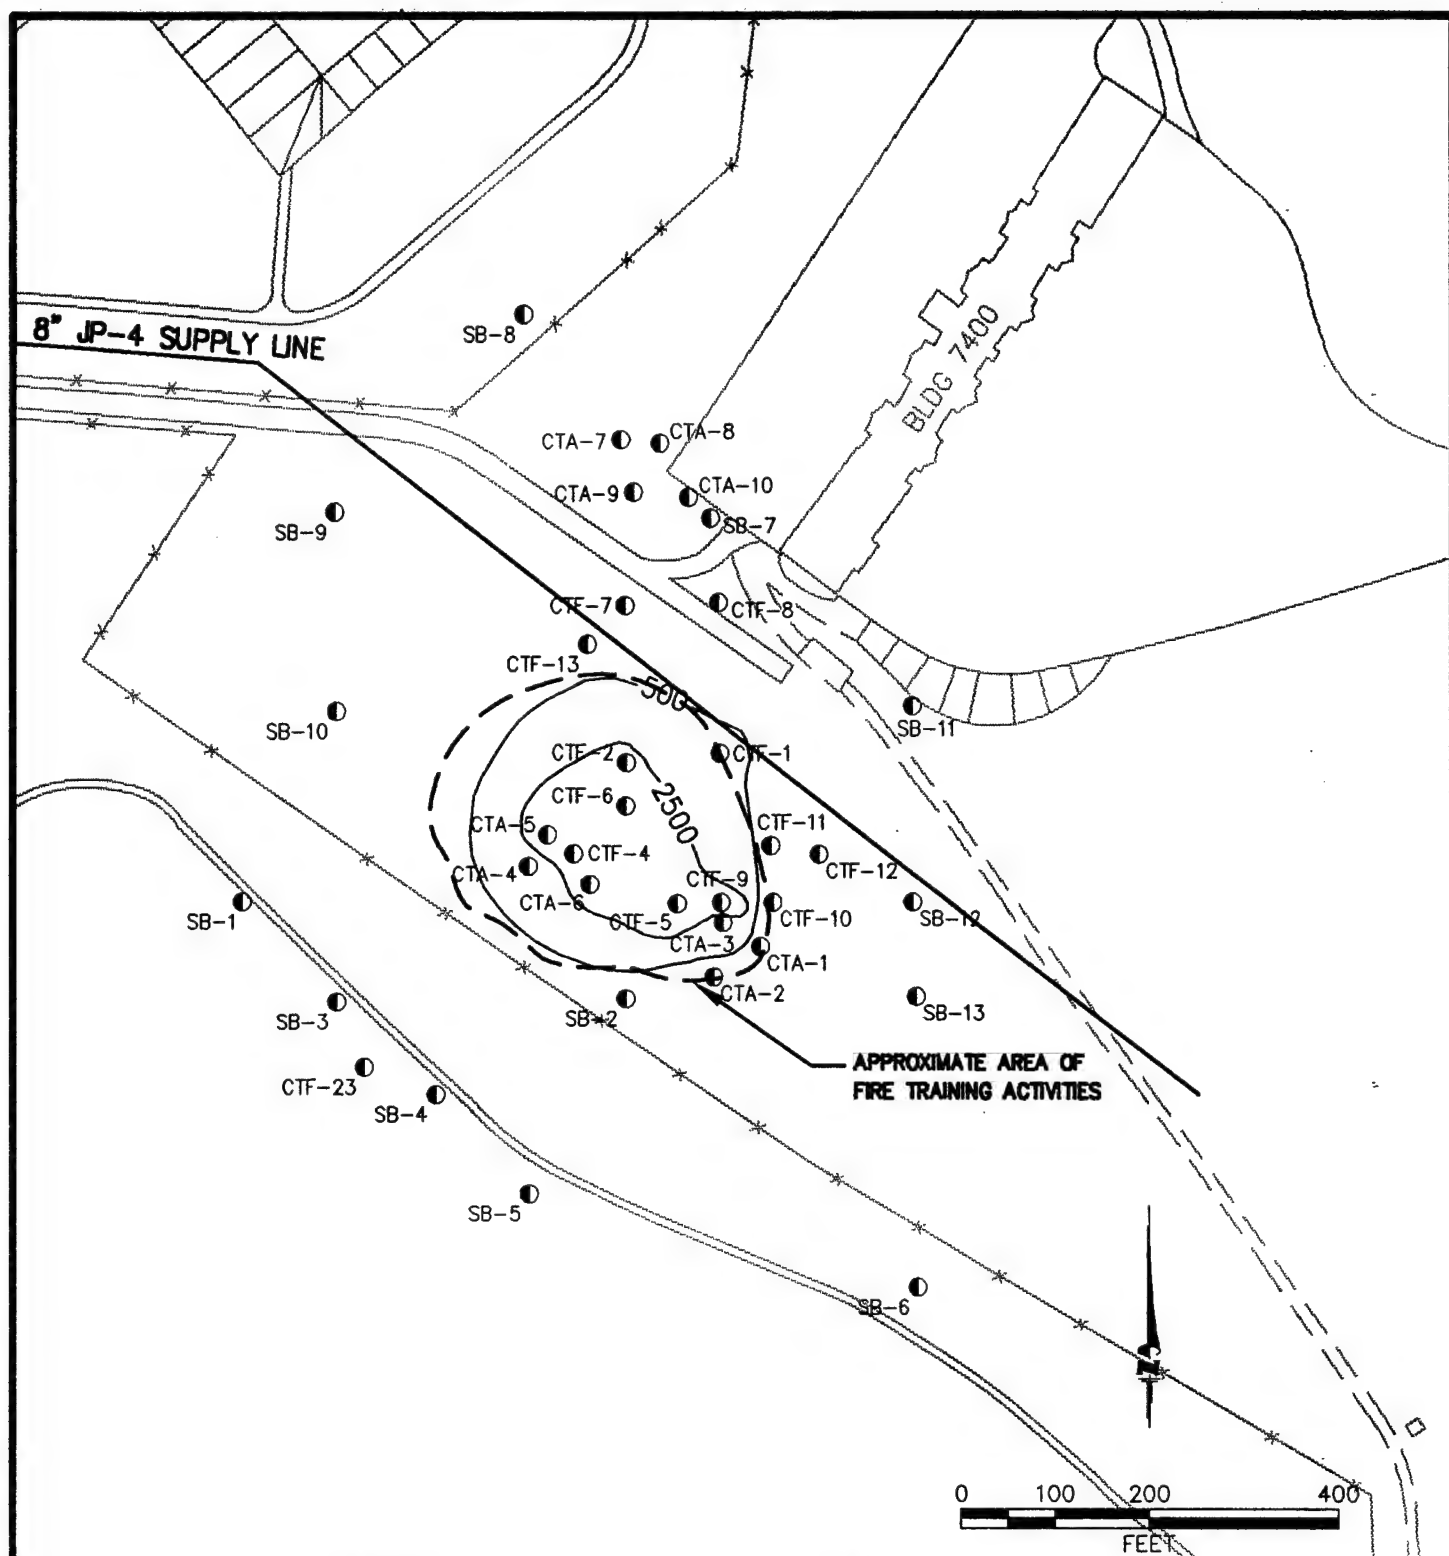 8" JP-4 SUPPLY LINE
SB-8
BLDG 7400
CTA-7
CTA-8
CTA-9
CTA-10
SB-7
SB-9
CTF-7
CTF-8
CTF-13
500
SB-10
SB-11
CTF-2
CTF-1
CTF-6
2500
CTA-5
CTF-11
CTF-4
CTA-4
CTF-12
CTA-6
CTF-9
SB-1
CTF-5
CTF-10
SB-12
CTA-3
CTA-1
CTA-2
SB-3
SB-2
SB-13
APPROXIMATE AREA OF
FIRE TRAINING ACTIVITIES
CTF-23
SB-4
SB-5
SB-6
N
0 100 200 400
FEET